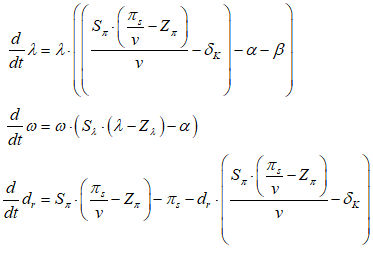 d/dt λ = λ · (((S_π · (π_s/v − Z_π))/v − δ_K) − α − β)
d/dt ω = ω · (S_λ · (λ − Z_λ) − α)
d/dt d_r = S_π · (π_s/v − Z_π) − π_s − d_r · ((S_π · (π_s/v − Z_π))/v − δ_K)